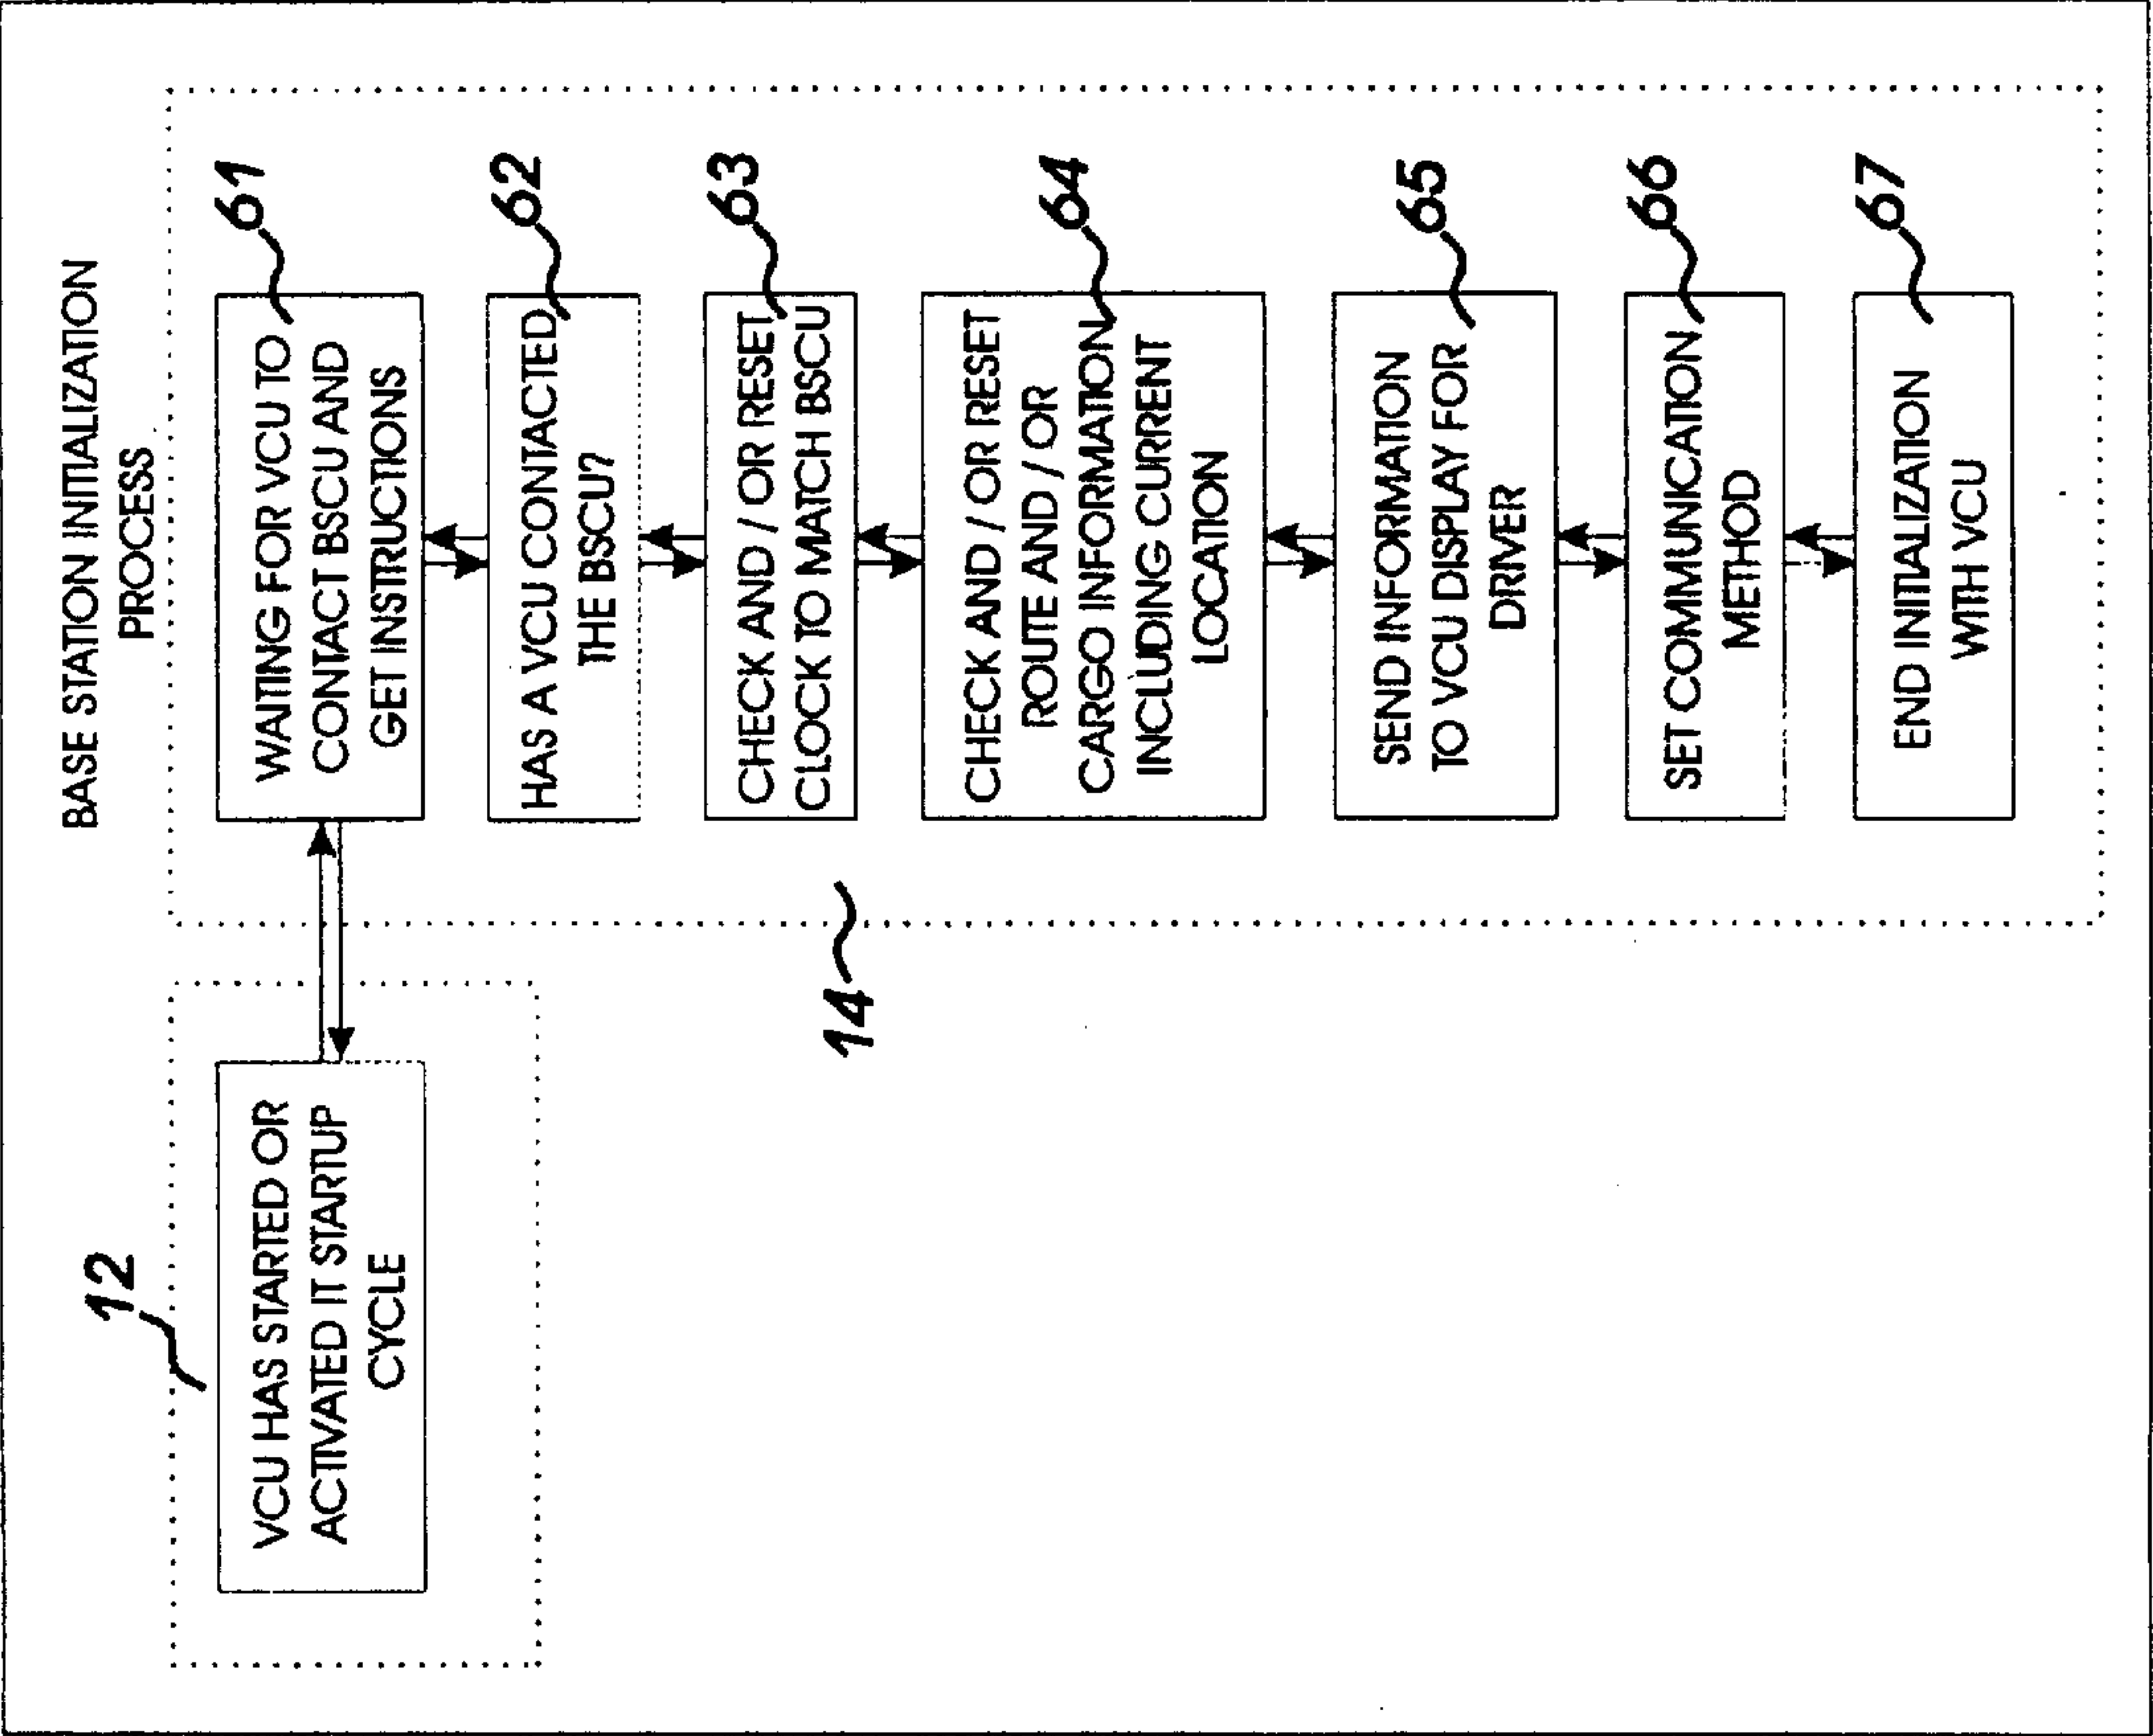 BASE STATION INITIALIZATION
PROCESS
12
VCU HAS STARTED OR
ACTIVATED IT STARTUP
CYCLE
14
WAITING FOR VCU TO
CONTACT BSCU AND
GET INSTRUCTIONS
61
HAS A VCU CONTACTED
THE BSCU?
62
CHECK AND / OR RESET
CLOCK TO MATCH BSCU
63
CHECK AND / OR RESET
ROUTE AND / OR
CARGO INFORMATION
INCLUDING CURRENT
LOCATION
64
SEND INFORMATION
TO VCU DISPLAY FOR
DRIVER
65
SET COMMUNICATION
METHOD
66
END INITIALIZATION
WITH VCU
67